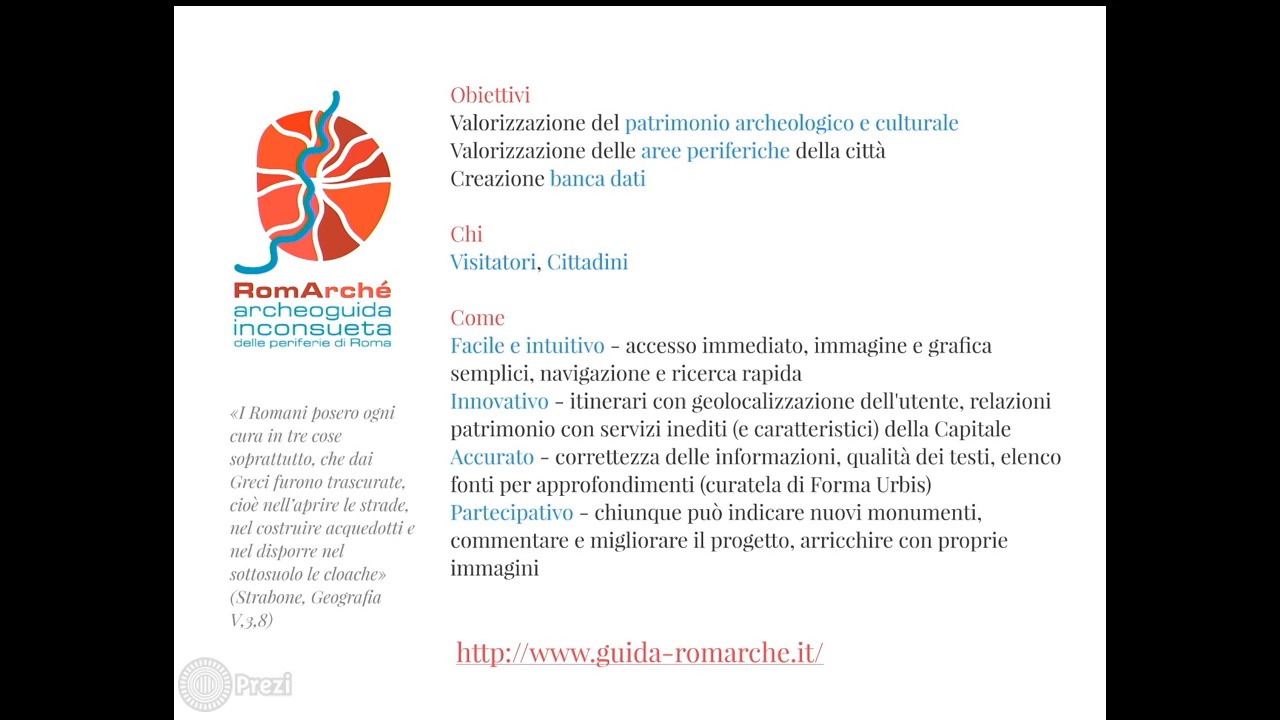 RomArché
archeoguida
inconsueta
delle periferie di Roma
«I Romani posero ogni
cura in tre cose
soprattutto, che dai
Greci furono trascurate,
cioè nell'aprire le strade,
nel costruire acquedotti e
nel disporre nel
sottosuolo le cloache»
(Strabone, Geografia
V,3,8)
Obiettivi
Valorizzazione del patrimonio archeologico e culturale
Valorizzazione delle aree periferiche della città
Creazione banca dati
Chi
Visitatori, Cittadini
Come
Facile e intuitivo - accesso immediato, immagine e grafica
semplici, navigazione e ricerca rapida
Innovativo - itinerari con geolocalizzazione dell'utente, relazioni
patrimonio con servizi inediti (e caratteristici) della Capitale
Accurato - correttezza delle informazioni, qualità dei testi, elenco
fonti per approfondimenti (curatela di Forma Urbis)
Partecipativo - chiunque può indicare nuovi monumenti,
commentare e migliorare il progetto, arricchire con proprie
immagini
http://www.guida-romarche.it/
Prezi